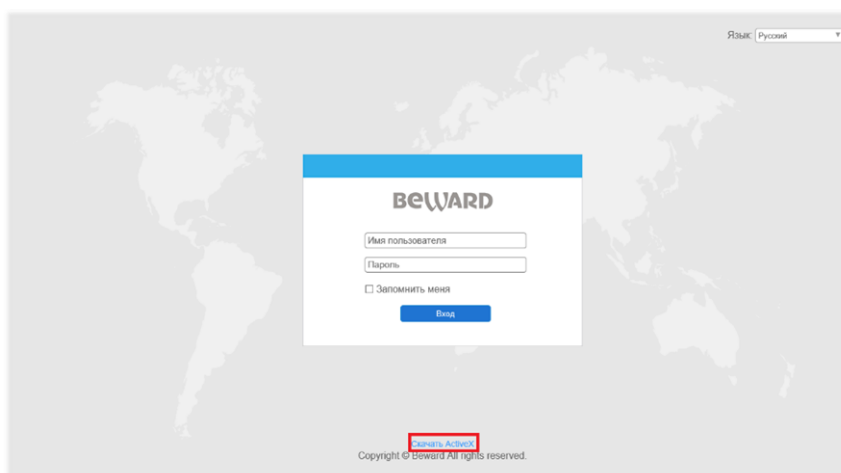 Язык: Русский
BEWARD
Имя пользователя
Пароль
Запомнить меня
Вход
Скачать ActiveX
Copyright © Beward All rights reserved.